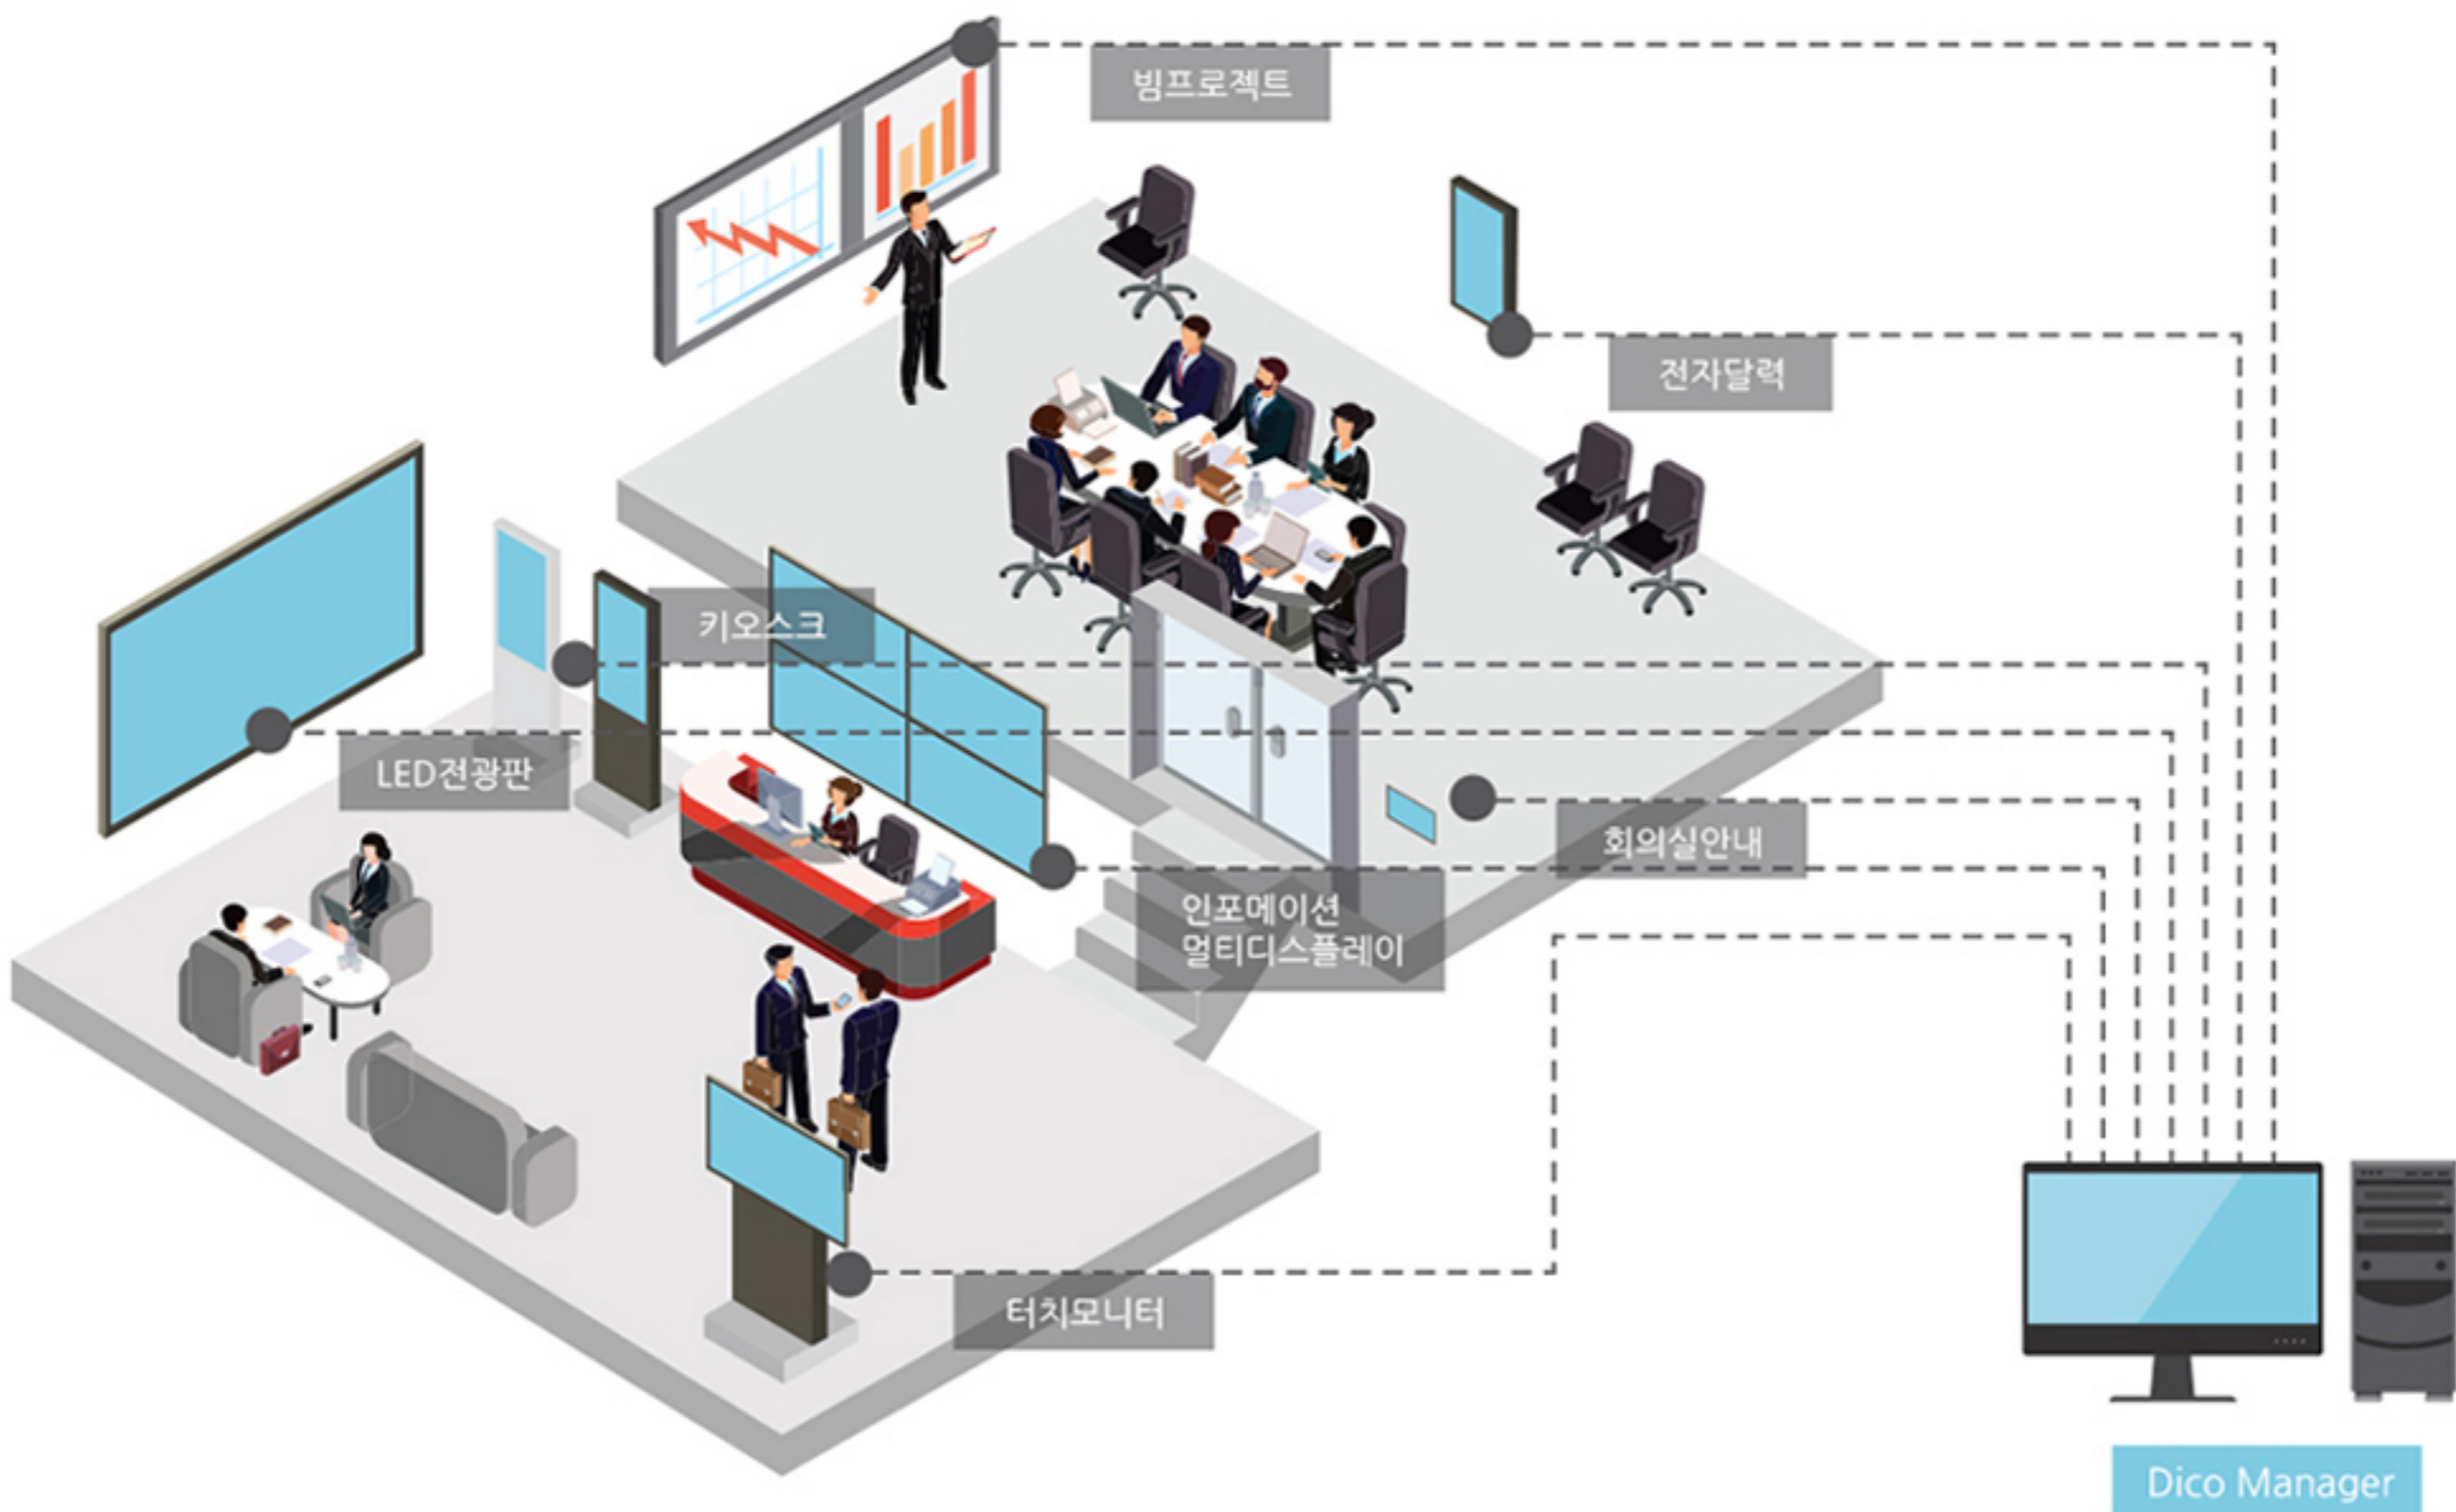 빔프로젝트
전자달력
키오스크
LED전광판
회의실안내
인포메이션
멀티디스플레이
터치모니터
Dico Manager